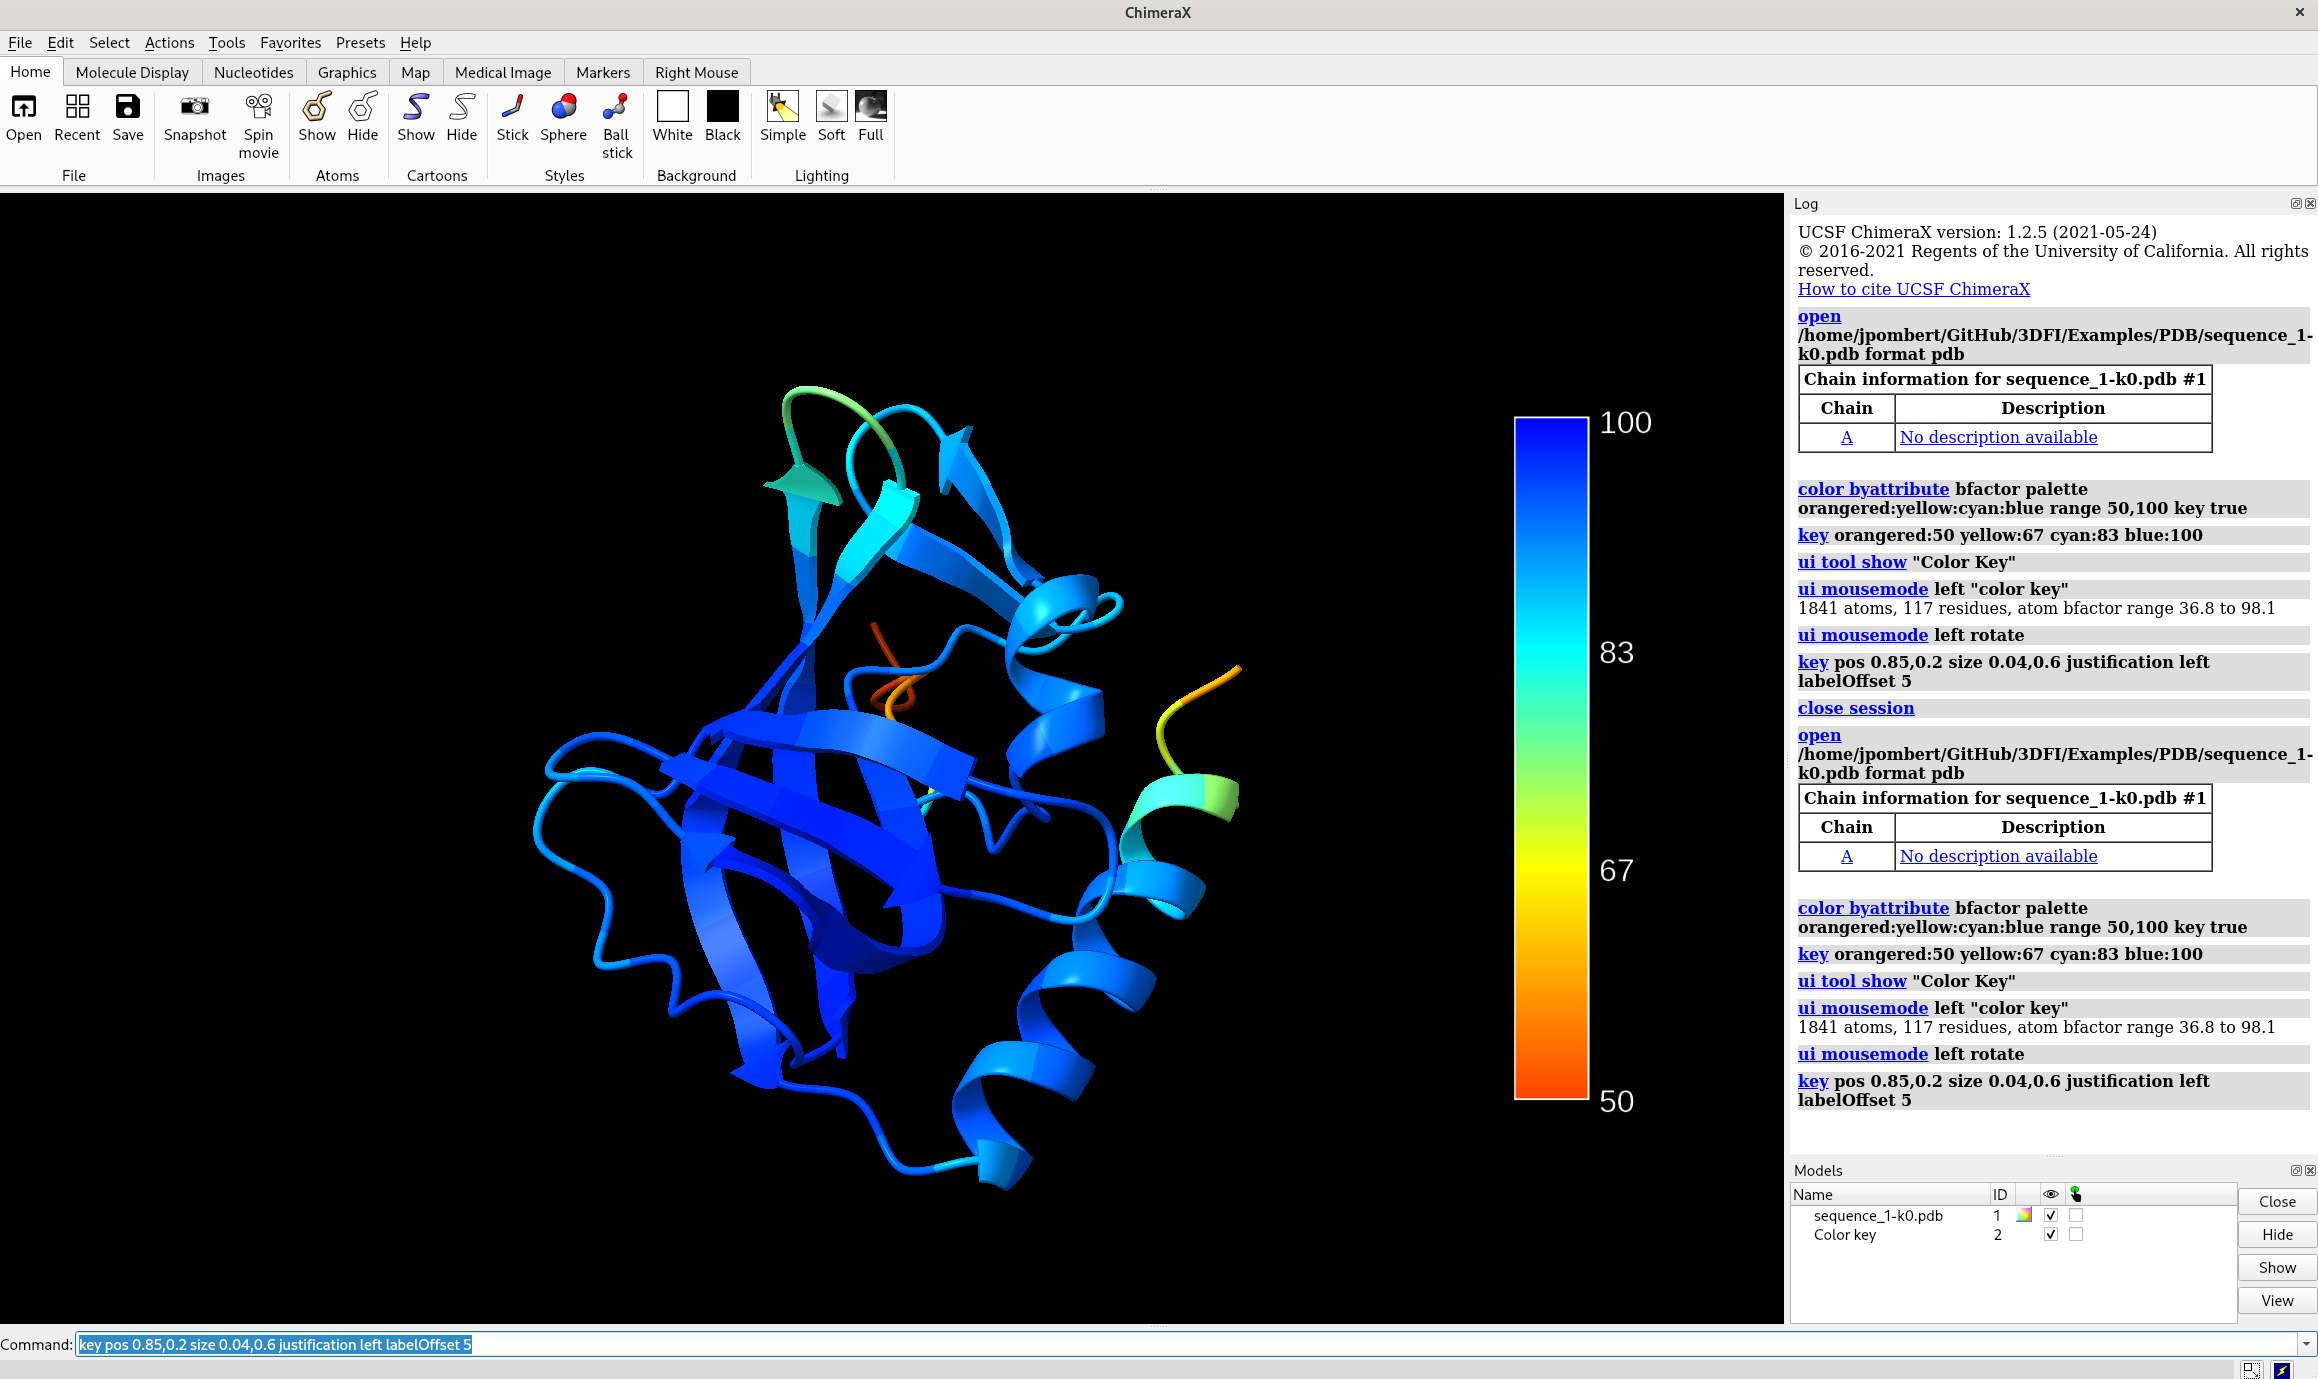 ChimeraX
File Edit Select Actions Tools Favorites Presets Help
Home Molecule Display Nucleotides Graphics Map Medical Image Markers Right Mouse
Open Recent Save Snapshot Spin movie Show Hide Show Hide Stick Sphere Ball stick White Black Simple Soft Full
File Images Atoms Cartoons Styles Background Lighting
100
83
67
50
Log
UCSF ChimeraX version: 1.2.5 (2021-05-24)
© 2016-2021 Regents of the University of California. All rights
reserved.
How to cite UCSF ChimeraX
open
/home/jpombert/GitHub/3DFI/Examples/PDB/sequence_1-
k0.pdb format pdb
Chain information for sequence_1-k0.pdb #1
Chain Description
A No description available
color byattribute bfactor palette
orangered:yellow:cyan:blue range 50,100 key true
key orangered:50 yellow:67 cyan:83 blue:100
ui tool show "Color Key"
ui mousemode left "color key"
1841 atoms, 117 residues, atom bfactor range 36.8 to 98.1
ui mousemode left rotate
key pos 0.85,0.2 size 0.04,0.6 justification left
labelOffset 5
close session
open
/home/jpombert/GitHub/3DFI/Examples/PDB/sequence_1-
k0.pdb format pdb
Chain information for sequence_1-k0.pdb #1
Chain Description
A No description available
color byattribute bfactor palette
orangered:yellow:cyan:blue range 50,100 key true
key orangered:50 yellow:67 cyan:83 blue:100
ui tool show "Color Key"
ui mousemode left "color key"
1841 atoms, 117 residues, atom bfactor range 36.8 to 98.1
ui mousemode left rotate
key pos 0.85,0.2 size 0.04,0.6 justification left
labelOffset 5
Models
Name ID
sequence_1-k0.pdb 1
Color key 2
Close
Hide
Show
View
Command: key pos 0.85,0.2 size 0.04,0.6 justification left labelOffset 5